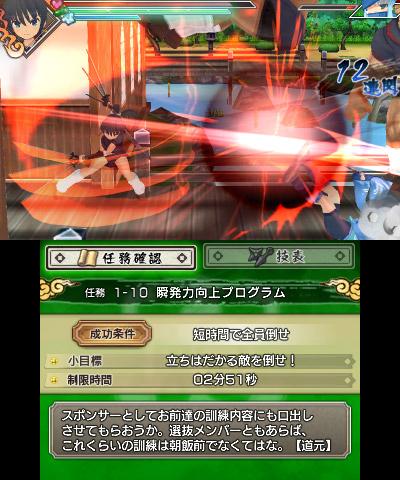 12連閃
任務確認
技表
任務 1-10 瞬発力向上プログラム
成功条件 短時間で全員倒せ
小目標 立ちはだかる敵を倒せ!
制限時間 02分51秒
スポンサーとしてお前達の訓練内容にも口出し
させてもらおうか。選抜メンバーともあらば、
これくらいの訓練は朝飯前でなくてはな。【道元】